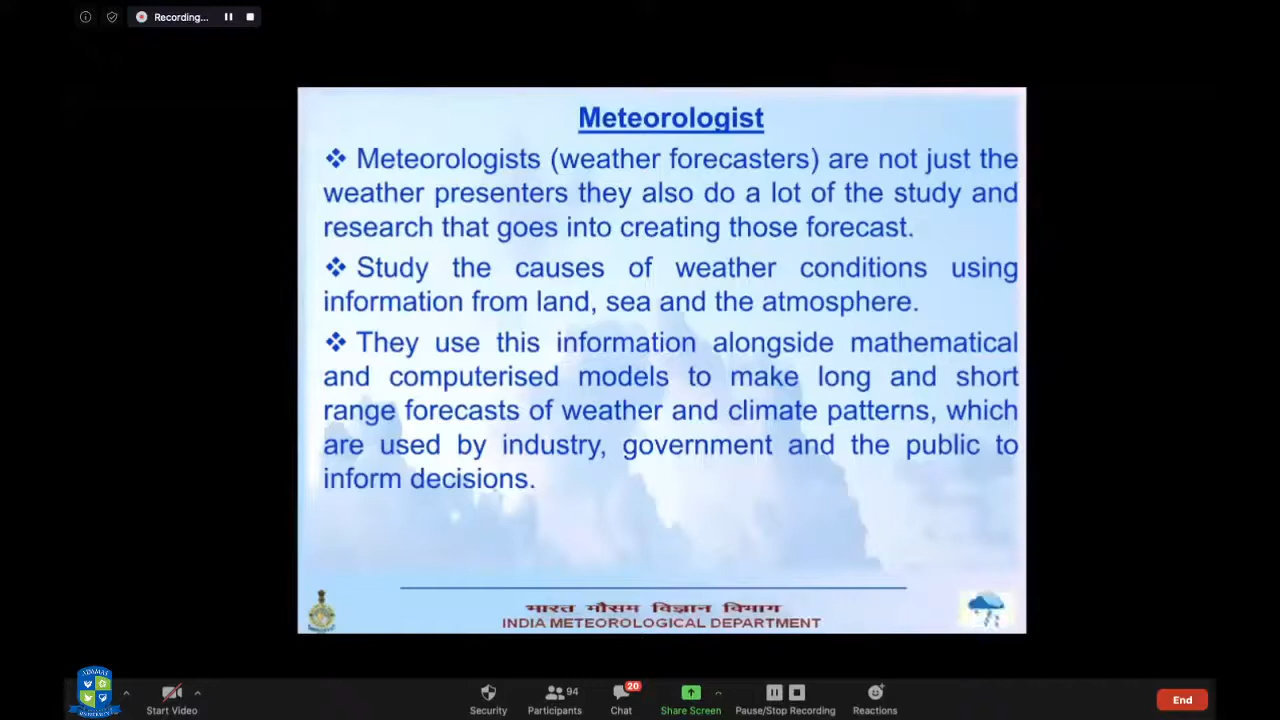 Recording...
Meteorologist
❖ Meteorologists (weather forecasters) are not just the
weather presenters they also do a lot of the study and
research that goes into creating those forecast.
❖ Study the causes of weather conditions using
information from land, sea and the atmosphere.
❖ They use this information alongside mathematical
and computerised models to make long and short
range forecasts of weather and climate patterns, which
are used by industry, government and the public to
inform decisions.
भारत मौसम विज्ञान विभाग
INDIA METEOROLOGICAL DEPARTMENT
Start Video
Security
94
Participants
20
Chat
Share Screen
Pause/Stop Recording
Reactions
End